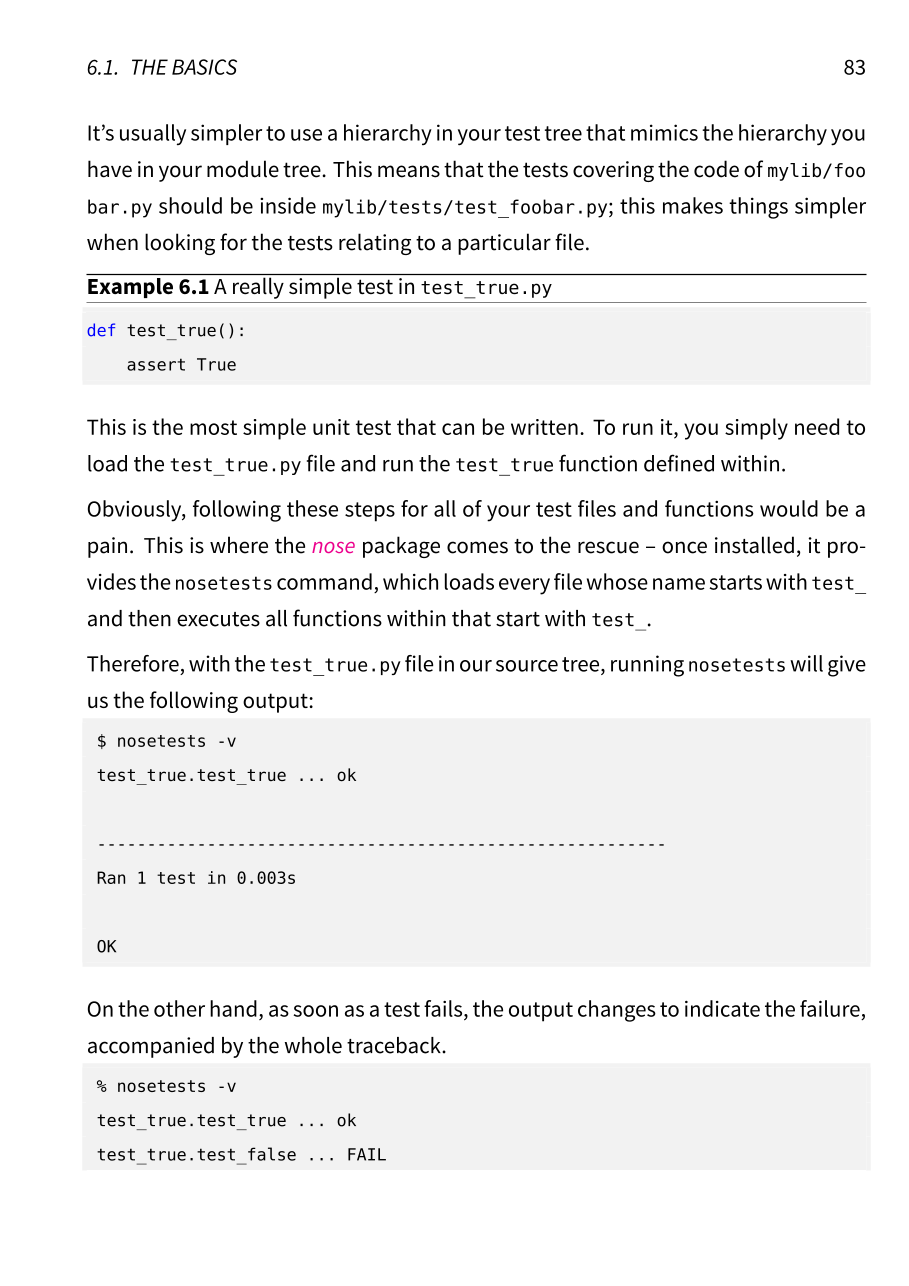 6.1. THE BASICS 83
It’s usually simpler to use a hierarchy in your test tree that mimics the hierarchy you
have in your module tree. This means that the tests covering the code of mylib/foo
bar.py should be inside mylib/tests/test_foobar.py; this makes things simpler
when looking for the tests relating to a particular file.
Example 6.1 A really simple test in test_true.py
def test_true():
    assert True
This is the most simple unit test that can be written. To run it, you simply need to
load the test_true.py file and run the test_true function defined within.
Obviously, following these steps for all of your test files and functions would be a
pain. This is where the nose package comes to the rescue – once installed, it pro-
vides the nosetests command, which loads every file whose name starts with test_
and then executes all functions within that start with test_.
Therefore, with the test_true.py file in our source tree, running nosetests will give
us the following output:
$ nosetests -v
test_true.test_true ... ok
---------------------------------------------------------
Ran 1 test in 0.003s
OK
On the other hand, as soon as a test fails, the output changes to indicate the failure,
accompanied by the whole traceback.
% nosetests -v
test_true.test_true ... ok
test_true.test_false ... FAIL